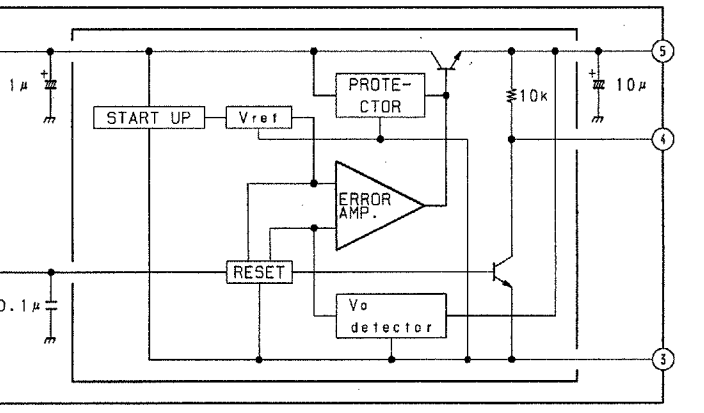 5
1μ
+
PROTE-
CTOR
10k
+
10μ
START UP
Vref
4
ERROR
AMP.
RESET
0.1μ
Vo
detector
3